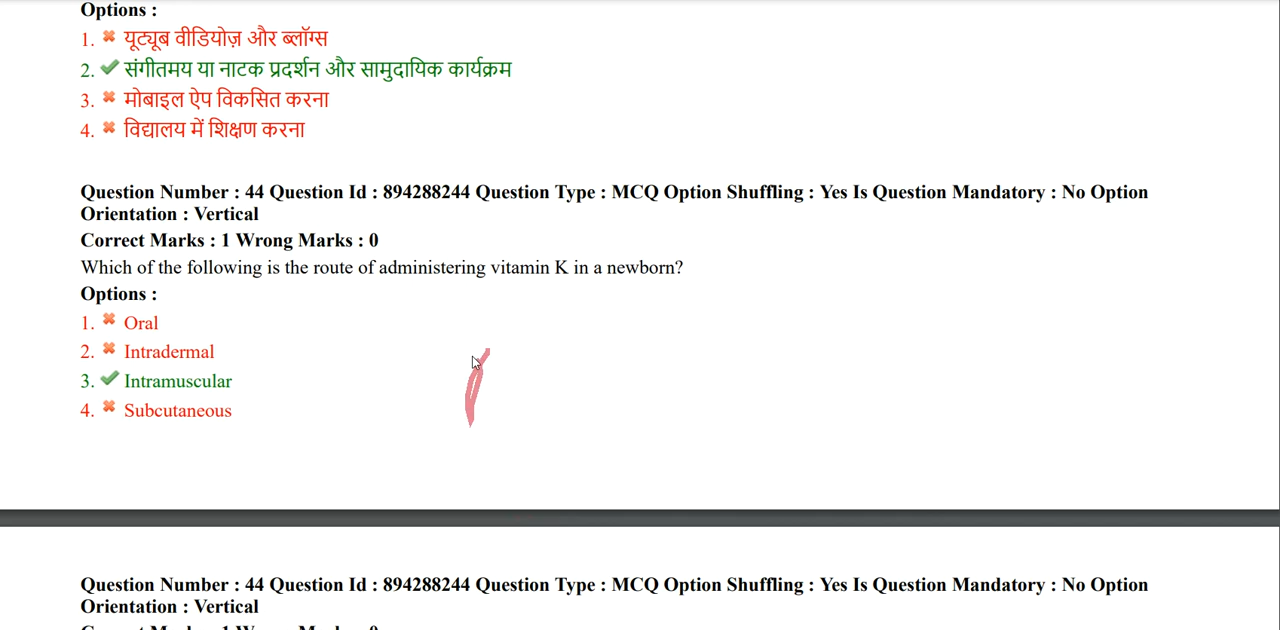 Options :
1. ✖ यूट्यूब वीडियोज़ और ब्लॉग्स
2. ✔ संगीतमय या नाटक प्रदर्शन और सामुदायिक कार्यक्रम
3. ✖ मोबाइल ऐप विकसित करना
4. ✖ विद्यालय में शिक्षण करना
Question Number : 44 Question Id : 894288244 Question Type : MCQ Option Shuffling : Yes Is Question Mandatory : No Option
Orientation : Vertical
Correct Marks : 1 Wrong Marks : 0
Which of the following is the route of administering vitamin K in a newborn?
Options :
1. ✖ Oral
2. ✖ Intradermal
3. ✔ Intramuscular
4. ✖ Subcutaneous
Question Number : 44 Question Id : 894288244 Question Type : MCQ Option Shuffling : Yes Is Question Mandatory : No Option
Orientation : Vertical